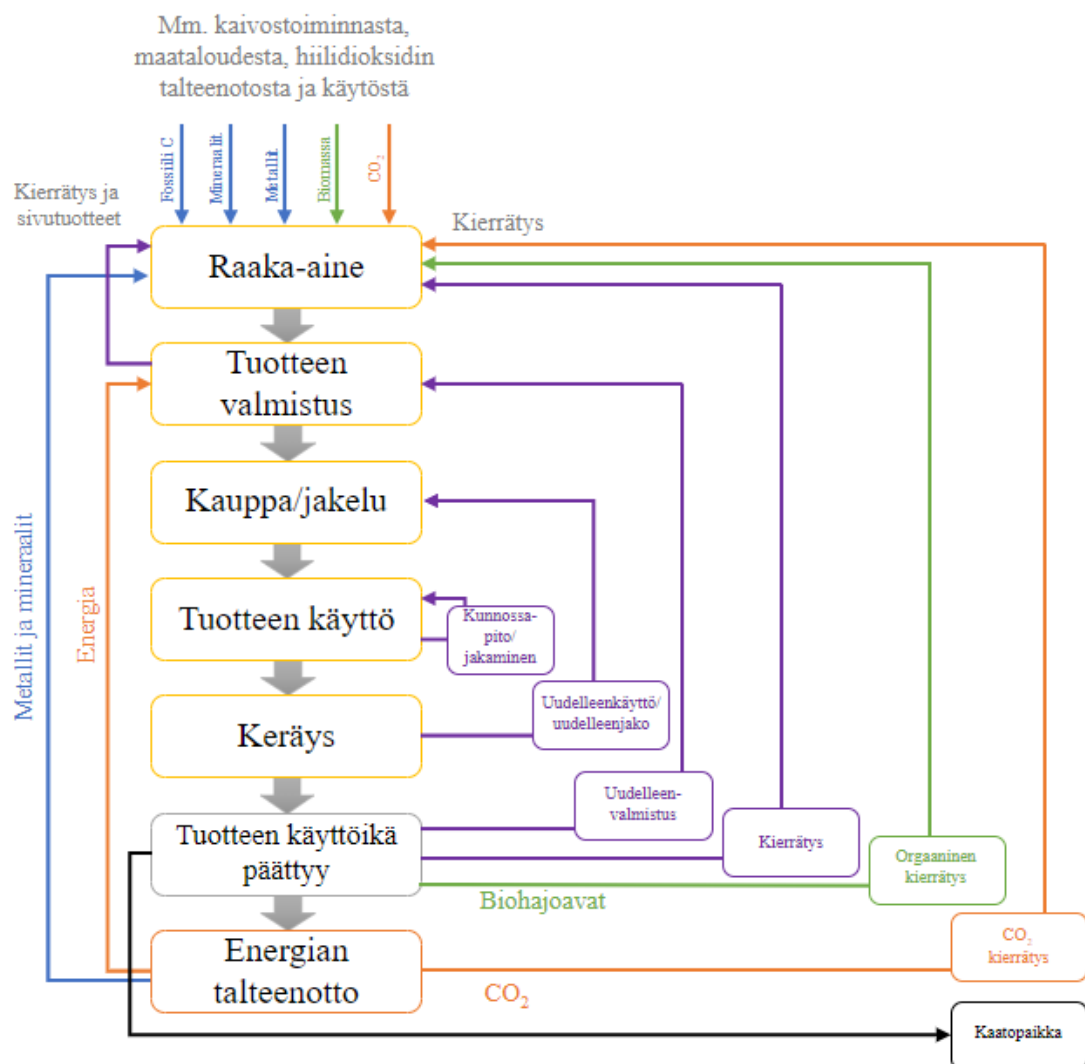 Mm. kaivostoiminnasta,
maataloudesta, hiilidioksidin
talteenotosta ja käytöstä
Fossiili C
Mineraalit.
Metallit.
Biomassa
CO₂
Kierrätys ja
sivutuotteet
Kierrätys
Raaka-aine
Tuotteen
valmistus
Kauppa/jakelu
Metallit ja mineraalit
Energia
Tuotteen käyttö
Kunnossa-
pito/
jakaminen
Uudelleenkäyttö/
uudelleenjako
Keräys
Uudelleen-
valmistus
Tuotteen käyttöikä
päättyy
Kierrätys
Orgaaninen
kierrätys
Biohajoavat
Energian
talteenotto
CO₂
CO₂
kierrätys
Kaatopaikka